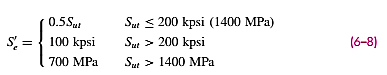 0.5Sut Sut ≤ 200 kpsi (1400 MPa)
S′e = { 100 kpsi Sut > 200 kpsi (6–8)
700 MPa Sut > 1400 MPa